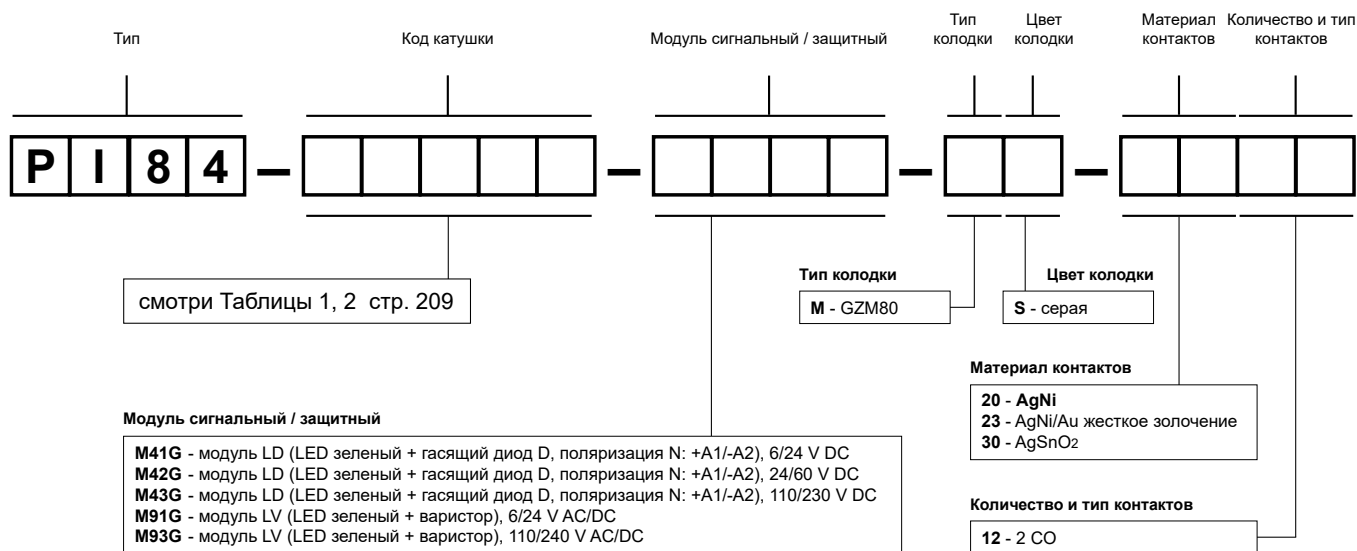 Тип
Код катушки
Модуль сигнальный / защитный
Тип
колодки
Цвет
колодки
Материал
контактов
Количество и тип
контактов
P I 8 4 – – – –
смотри Таблицы 1, 2 стр. 209
Тип колодки
M - GZM80
Цвет колодки
S - серая
Материал контактов
20 - AgNi
23 - AgNi/Au жесткое золочение
30 - AgSnO2
Модуль сигнальный / защитный
M41G - модуль LD (LED зеленый + гасящий диод D, поляризация N: +A1/-A2), 6/24 V DC
M42G - модуль LD (LED зеленый + гасящий диод D, поляризация N: +A1/-A2), 24/60 V DC
M43G - модуль LD (LED зеленый + гасящий диод D, поляризация N: +A1/-A2), 110/230 V DC
M91G - модуль LV (LED зеленый + варистор), 6/24 V AC/DC
M93G - модуль LV (LED зеленый + варистор), 110/240 V AC/DC
Количество и тип контактов
12 - 2 CO